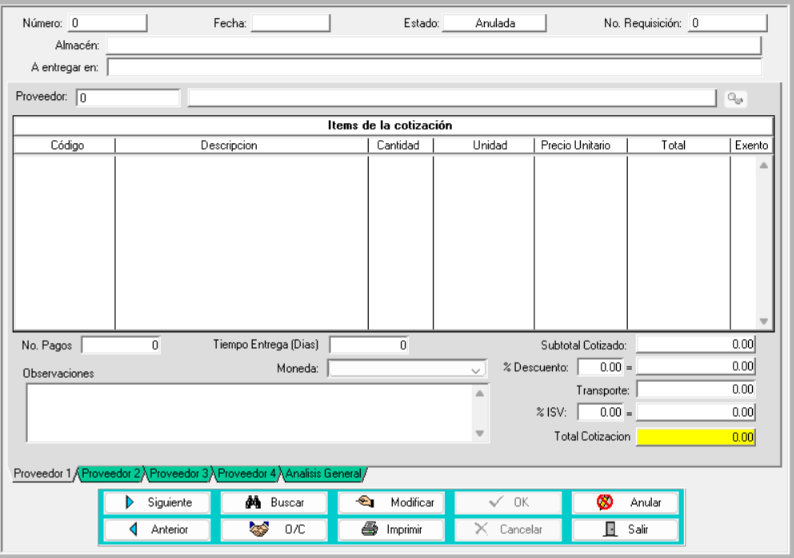 Número: 0 Fecha: Estado: Anulada No. Requisición: 0
Almacén:
A entregar en:
Proveedor: 0
Items de la cotización
Código Descripcion Cantidad Unidad Precio Unitario Total Exento
No. Pagos 0 Tiempo Entrega (Dias) 0 Subtotal Cotizado: 0.00
Moneda: % Descuento: 0.00 = 0.00
Observaciones
Transporte: 0.00
% ISV: 0.00 = 0.00
Total Cotizacion 0.00
Proveedor 1 Proveedor 2 Proveedor 3 Proveedor 4 Analisis General
Siguiente Buscar Modificar OK Anular
Anterior O/C Imprimir Cancelar Salir